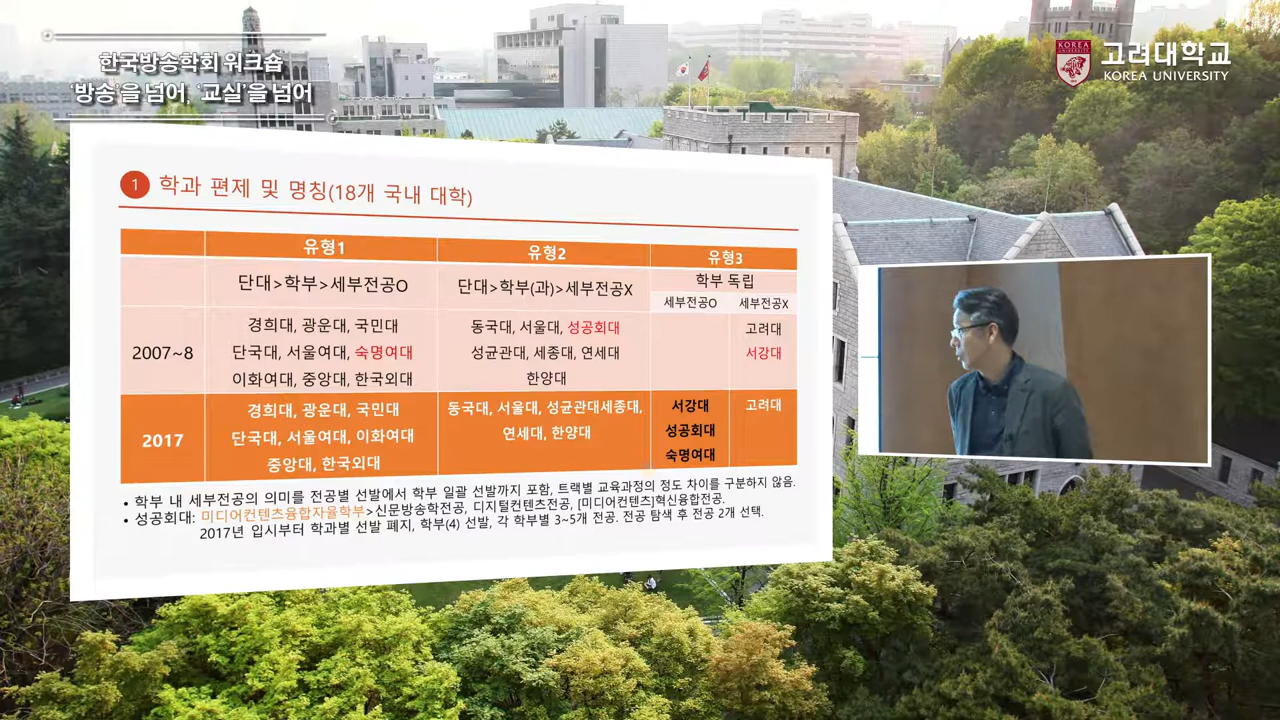 한국방송학회 워크숍
'방송'을 넘어, '교실'을 넘어
KOREA
고려대학교
KOREA UNIVERSITY
1 학과 편제 및 명칭(18개 국내 대학)
유형1 유형2 유형3
단대>학부>세부전공O 단대>학부(과)>세부전공X 학부 독립
세부전공O 세부전공X
2007~8
경희대, 광운대, 국민대
단국대, 서울여대, 숙명여대
이화여대, 중앙대, 한국외대
동국대, 서울대, 성공회대
성균관대, 세종대, 연세대
한양대
고려대
서강대
2017
경희대, 광운대, 국민대
단국대, 서울여대, 이화여대
중앙대, 한국외대
동국대, 서울대, 성균관대세종대,
연세대, 한양대
서강대
성공회대
숙명여대
고려대
• 학부 내 세부전공의 의미를 전공별 선발에서 학부 일괄 선발까지 포함, 트랙별 교육과정의 정도 차이를 구분하지 않음.
• 성공회대: 미디어컨텐츠융합자율학부>신문방송학전공, 디지털컨텐츠전공, [미디어컨텐츠]혁신융합전공.
2017년 입시부터 학과별 선발 폐지, 학부(4) 선발, 각 학부별 3~5개 전공. 전공 탐색 후 전공 2개 선택.